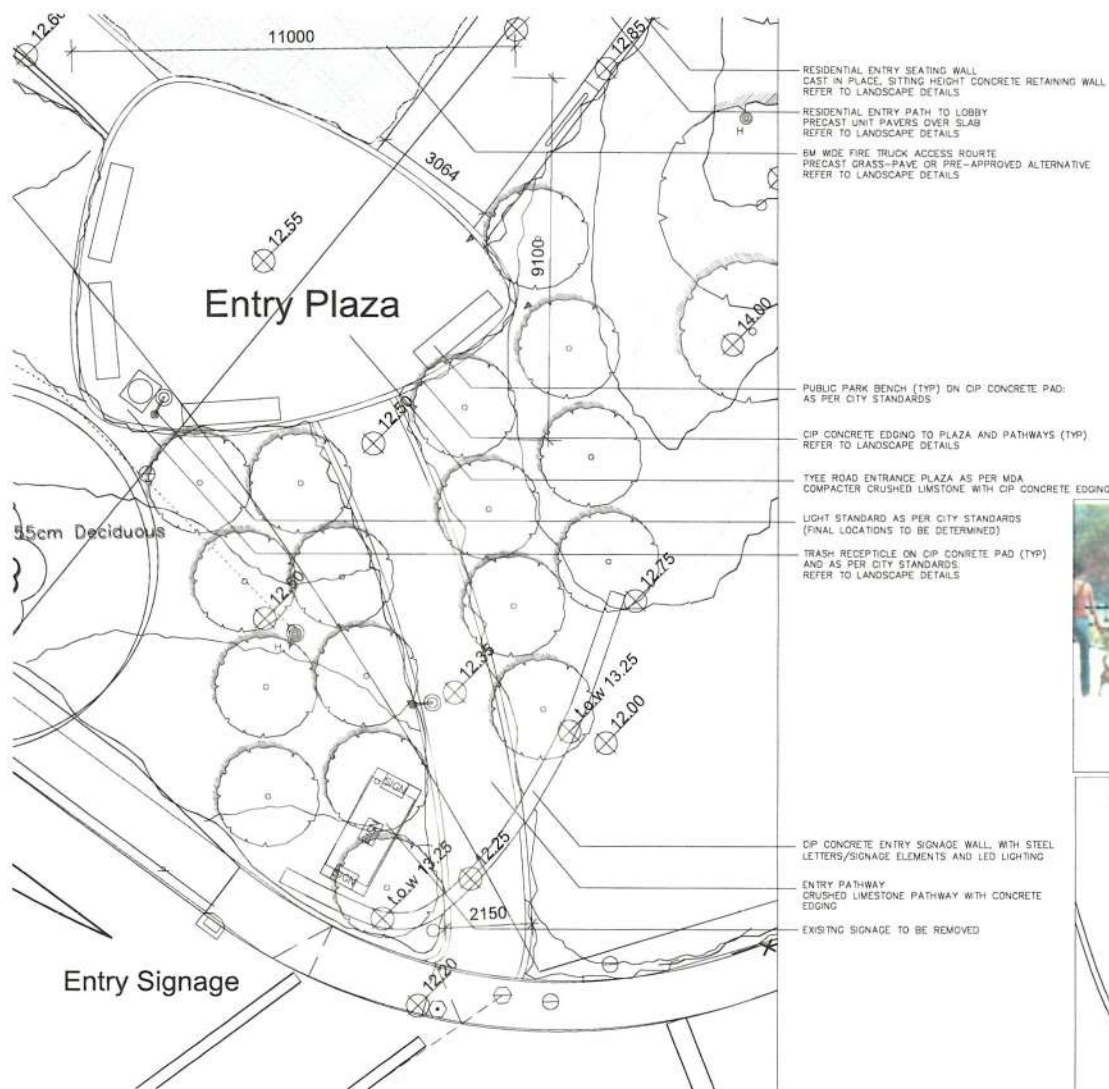 12.60
11000
12.85
RESIDENTIAL ENTRY SEATING WALL
CAST IN PLACE, SITTING HEIGHT CONCRETE RETAINING WALL
REFER TO LANDSCAPE DETAILS
RESIDENTIAL ENTRY PATH TO LOBBY
PRECAST UNIT PAVERS OVER SLAB
REFER TO LANDSCAPE DETAILS
H
3064
6M WIDE FIRE TRUCK ACCESS ROURTE
PRECAST GRASS-PAVE OR PRE-APPROVED ALTERNATIVE
REFER TO LANDSCAPE DETAILS
12.55
9100
Entry Plaza
14.00
PUBLIC PARK BENCH (TYP) ON CIP CONCRETE PAD:
AS PER CITY STANDARDS
12.50
CIP CONCRETE EDGING TO PLAZA AND PATHWAYS (TYP)
REFER TO LANDSCAPE DETAILS
TYEE ROAD ENTRANCE PLAZA AS PER MDA
COMPACTER CRUSHED LIMSTONE WITH CIP CONCRETE EDGING
LIGHT STANDARD AS PER CITY STANDARDS
(FINAL LOCATIONS TO BE DETERMINED)
55cm Deciduous
TRASH RECEPTICLE ON CIP CONRETE PAD (TYP)
AND AS PER CITY STANDARDS:
REFER TO LANDSCAPE DETAILS
12.50
12.75
H
12.35
t.o.w 13.25
12.00
SIGN
SIGN
CIP CONCRETE ENTRY SIGNAGE WALL, WITH STEEL
LETTERS/SIGNAGE ELEMENTS AND LED LIGHTING
12.25
t.o.w 13.25
ENTRY PATHWAY
CRUSHED LIMESTONE PATHWAY WITH CONCRETE
EDGING
2150
EXISITNG SIGNAGE TO BE REMOVED
Entry Signage
12.20